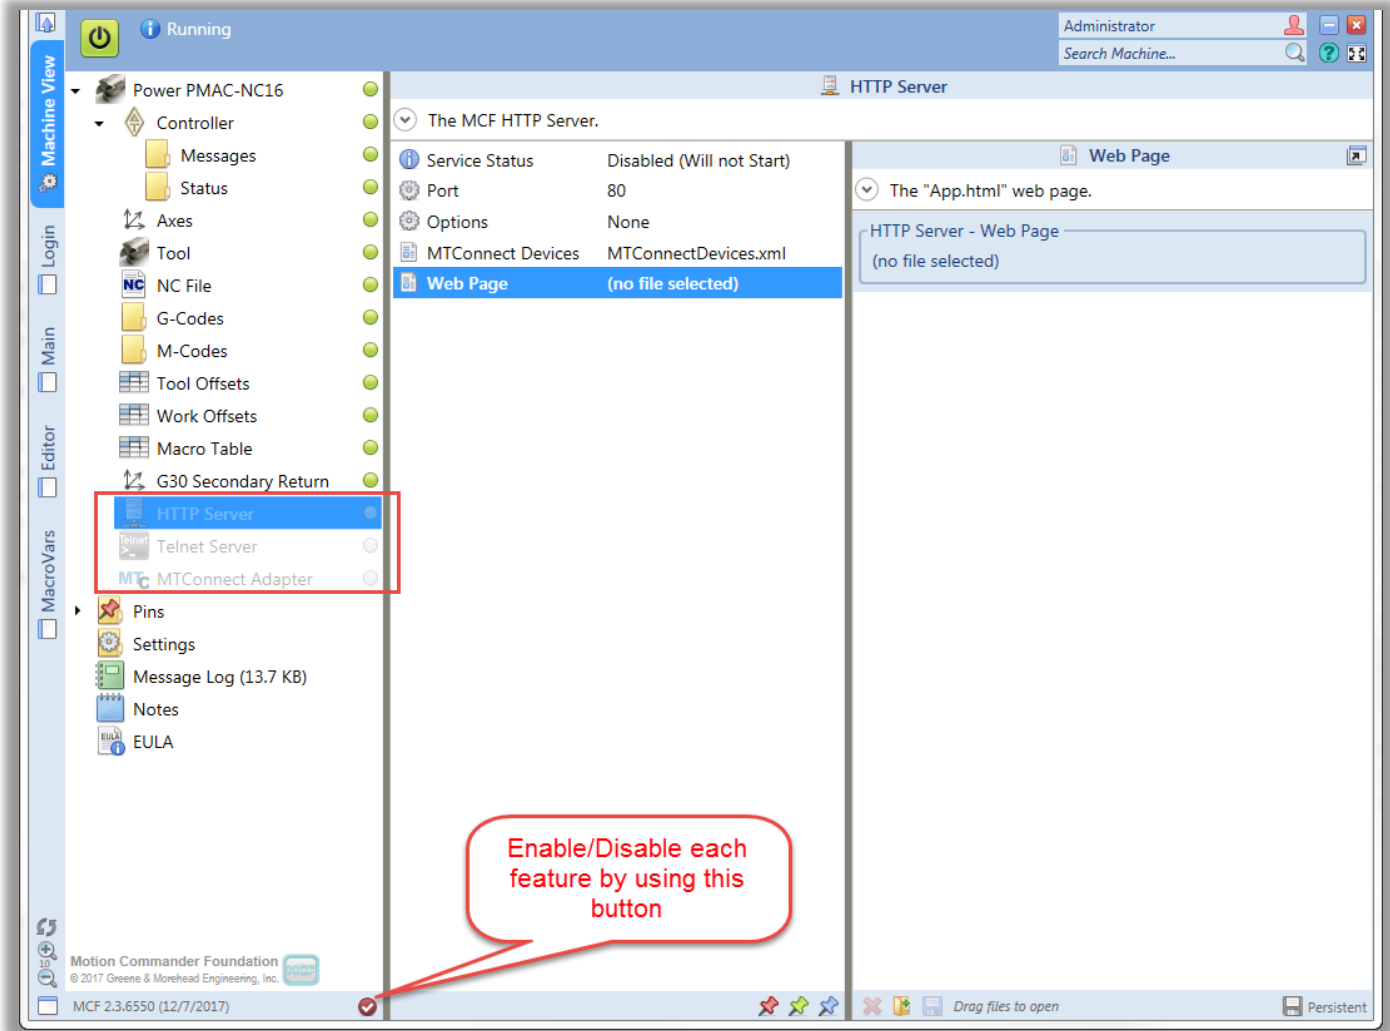 Running
Administrator
Search Machine...
Machine View
Login
Main
Editor
MacroVars
Power PMAC-NC16
Controller
Messages
Status
Axes
Tool
NC
NC File
G-Codes
M-Codes
Tool Offsets
Work Offsets
Macro Table
G30 Secondary Return
HTTP Server
Telnet
Telnet Server
MTC
MTConnect Adapter
Pins
Settings
Message Log (13.7 KB)
Notes
EULA
EULA
HTTP Server
The MCF HTTP Server.
Service Status Disabled (Will not Start)
Port 80
Options None
MTConnect Devices MTConnectDevices.xml
Web Page (no file selected)
Web Page
The "App.html" web page.
HTTP Server - Web Page
(no file selected)
Enable/Disable each
feature by using this
button
10
Motion Commander Foundation
© 2017 Greene & Morehead Engineering, Inc.
MCF 2.3.6550 (12/7/2017)
Drag files to open
Persistent